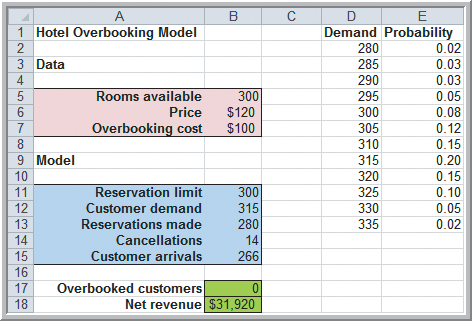 A B C D E
1 Hotel Overbooking Model Demand Probability
2 280 0.02
3 Data 285 0.03
4 290 0.03
5 Rooms available 300 295 0.05
6 Price $120 300 0.08
7 Overbooking cost $100 305 0.12
8 310 0.15
9 Model 315 0.20
10 320 0.15
11 Reservation limit 300 325 0.10
12 Customer demand 315 330 0.05
13 Reservations made 280 335 0.02
14 Cancellations 14
15 Customer arrivals 266
16
17 Overbooked customers 0
18 Net revenue $31,920